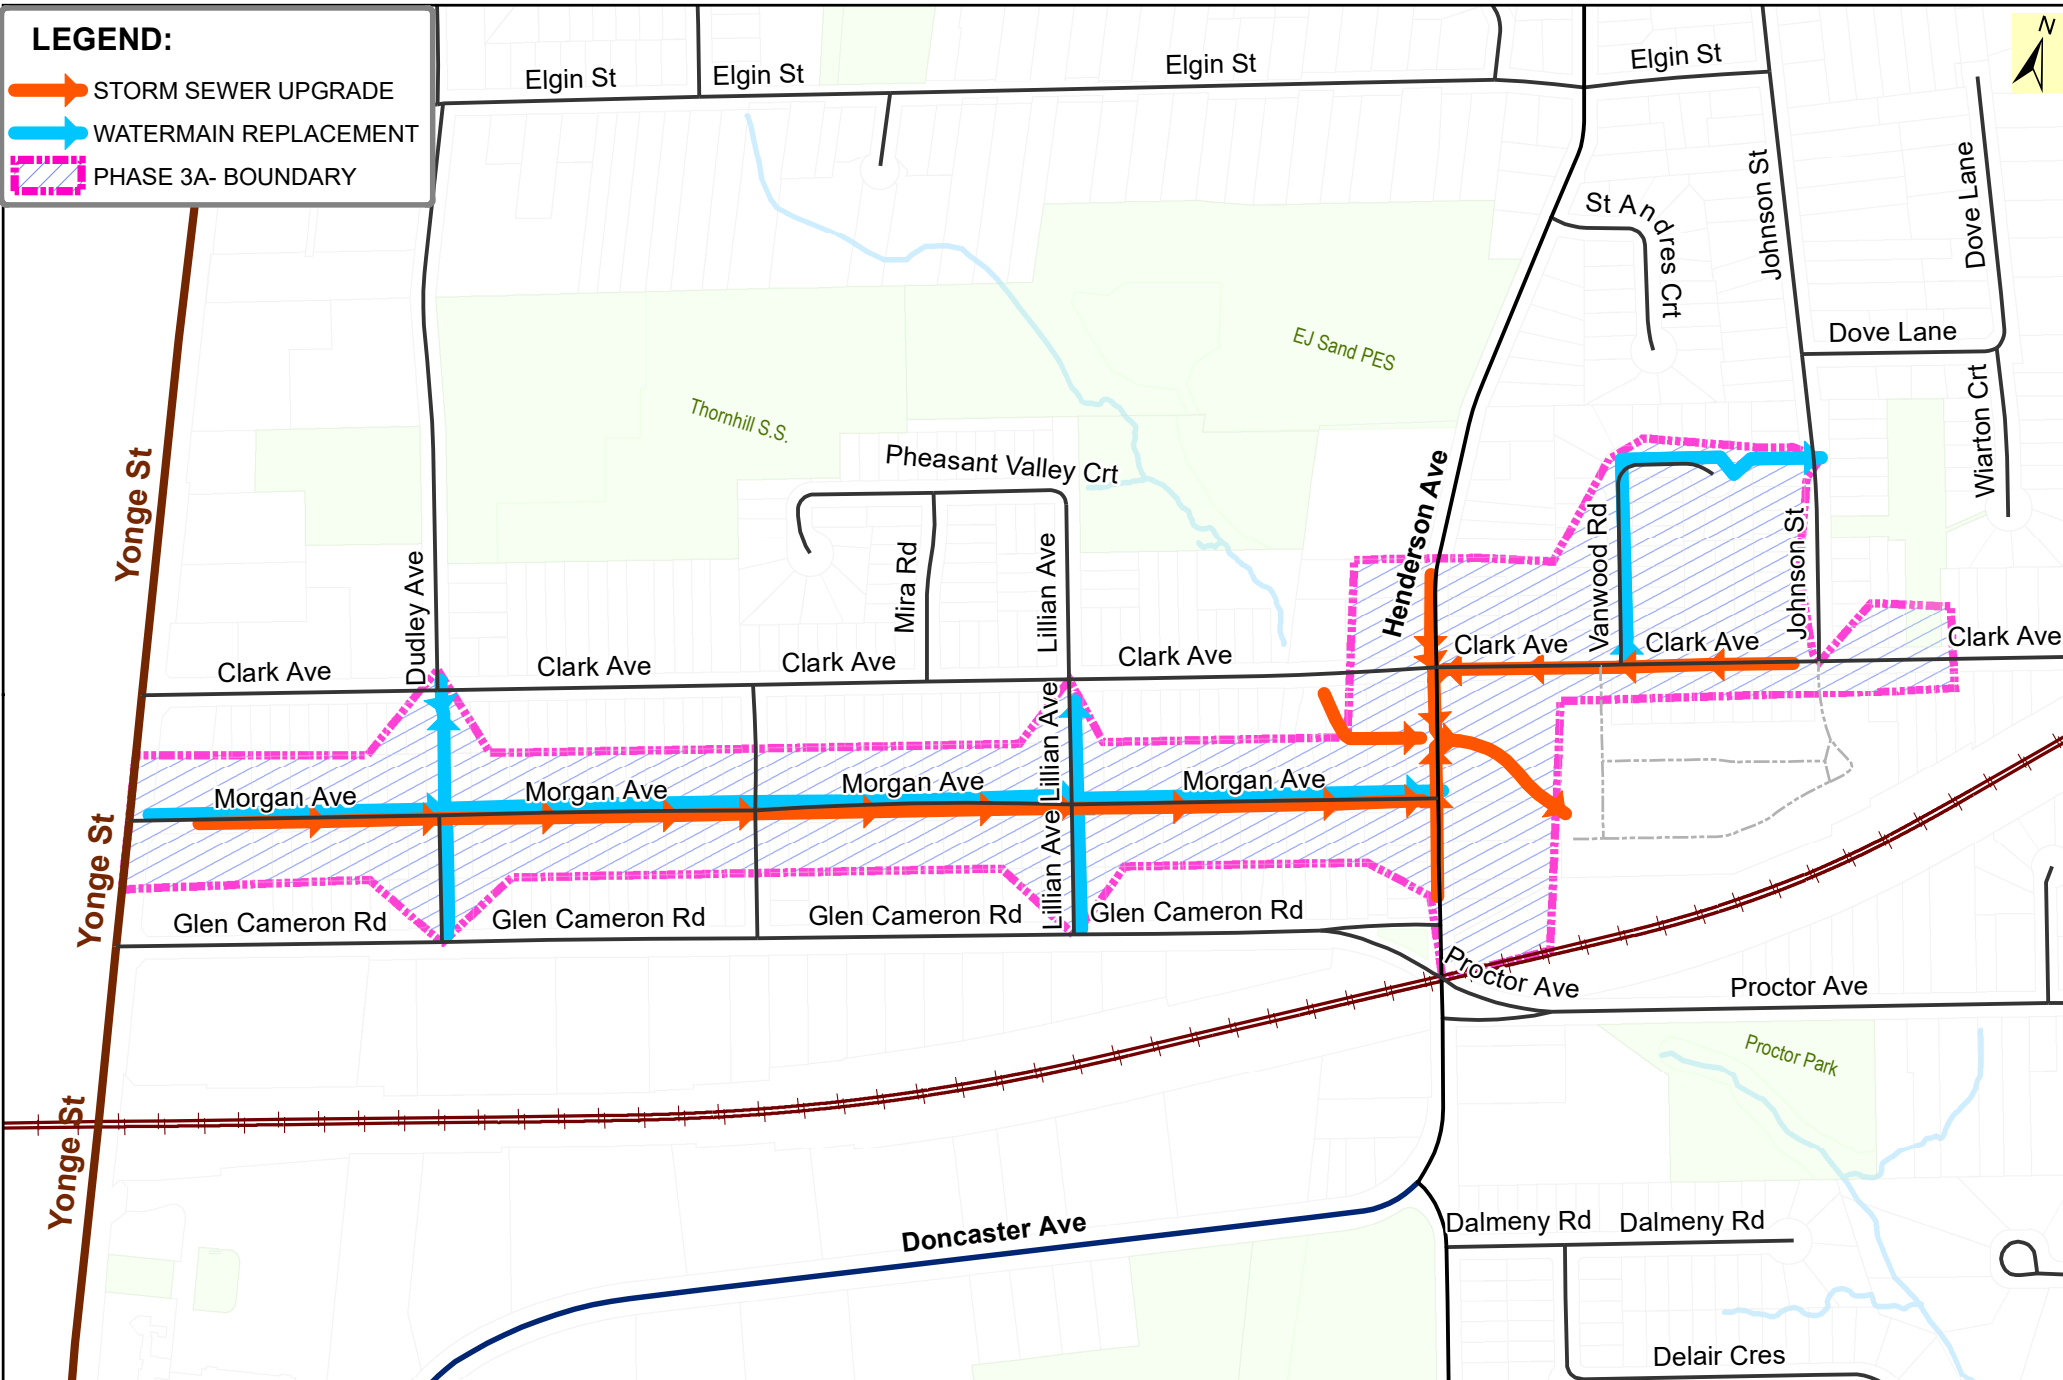 LEGEND:
STORM SEWER UPGRADE
WATERMAIN REPLACEMENT
PHASE 3A- BOUNDARY
N
Elgin St
Elgin St
Elgin St
Elgin St
Johnson St
Dove Lane
St Andres Crt
Dove Lane
EJ Sand PES
Thornhill S.S.
Wiarton Crt
Pheasant Valley Crt
Henderson Ave
Yonge St
Dudley Ave
Mira Rd
Lillian Ave
Vanwood Rd
Johnson St
Clark Ave
Clark Ave
Clark Ave
Clark Ave
Clark Ave
Clark Ave
Clark Ave
Lillian Ave
Morgan Ave
Morgan Ave
Morgan Ave
Morgan Ave
Yonge St
Lillian Ave
Glen Cameron Rd
Glen Cameron Rd
Glen Cameron Rd
Glen Cameron Rd
Proctor Ave
Proctor Ave
Proctor Park
Yonge St
Doncaster Ave
Dalmeny Rd
Dalmeny Rd
Delair Cres